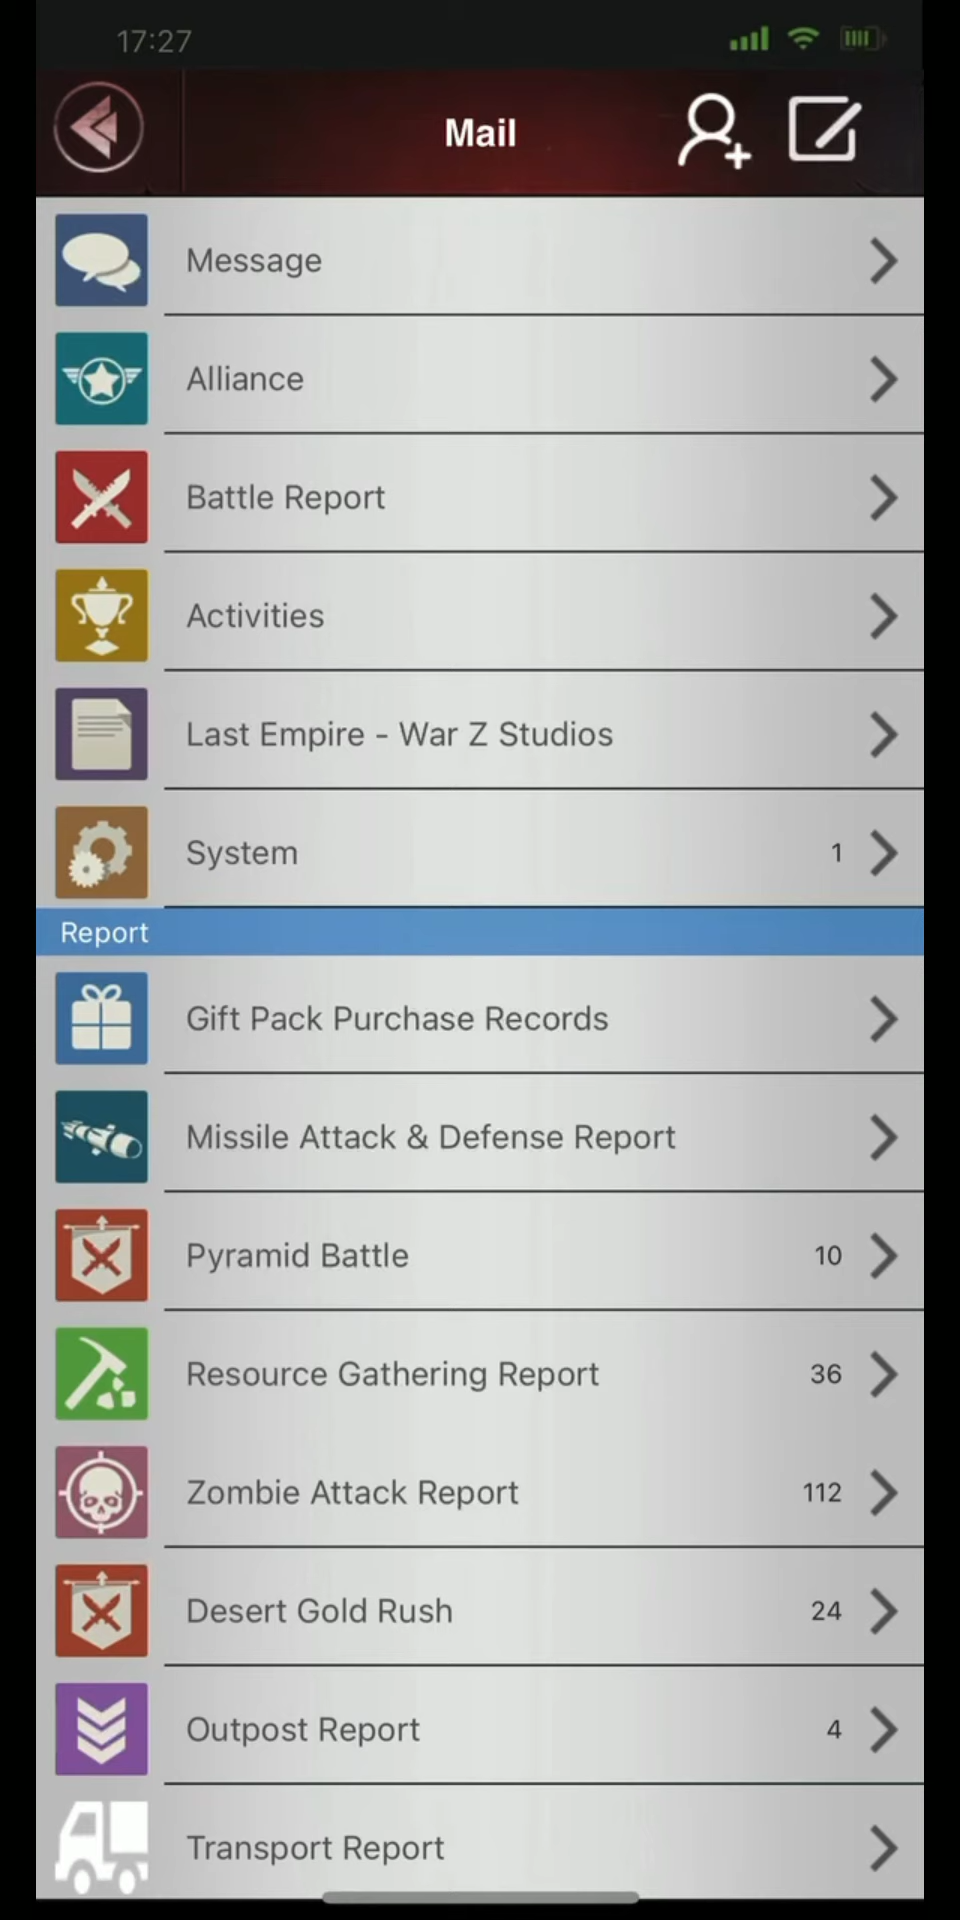 17:27
Mail
Message
Alliance
Battle Report
Activities
Last Empire - War Z Studios
System 1
Report
Gift Pack Purchase Records
Missile Attack & Defense Report
Pyramid Battle 10
Resource Gathering Report 36
Zombie Attack Report 112
Desert Gold Rush 24
Outpost Report 4
Transport Report